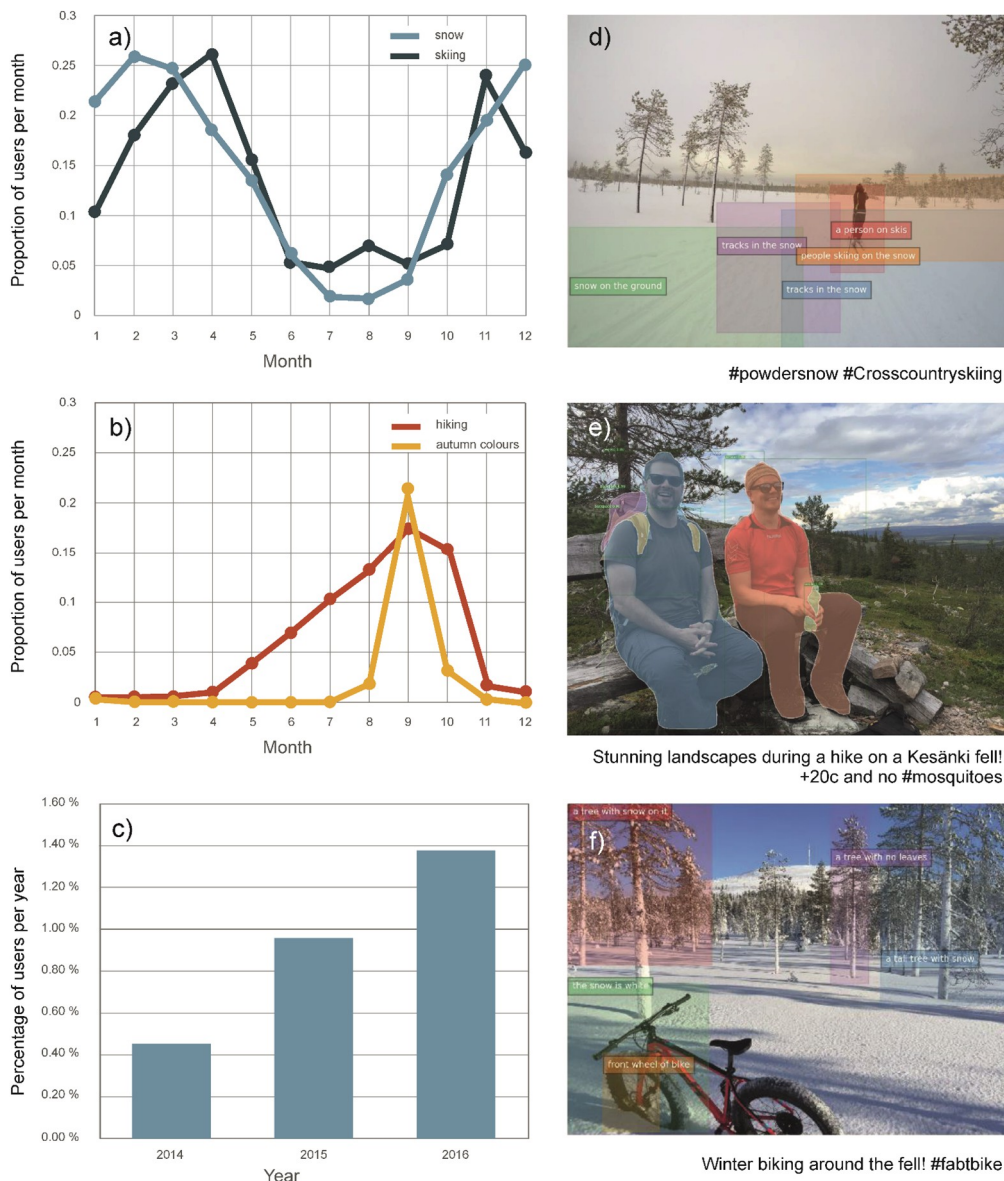 a)
snow
skiing
0.3
0.25
0.2
0.15
0.1
0.05
0
Proportion of users per month
1 2 3 4 5 6 7 8 9 10 11 12
Month
d)
a person on skis
tracks in the snow
people skiing on the snow
snow on the ground
tracks in the snow
#powdersnow #Crosscountryskiing
b)
hiking
autumn colours
0.3
0.25
0.2
0.15
0.1
0.05
0
Proportion of users per month
1 2 3 4 5 6 7 8 9 10 11 12
Month
e)
Stunning landscapes during a hike on a Kesänki fell!
+20c and no #mosquitoes
c)
1.60 %
1.40 %
1.20 %
1.00 %
0.80 %
0.60 %
0.40 %
0.20 %
0.00 %
Percentage of users per year
2014 2015 2016
Year
f)
a tree with snow on it
a tree with no leaves
a tall tree with snow
the snow is white
front wheel of bike
Winter biking around the fell! #fabtbike